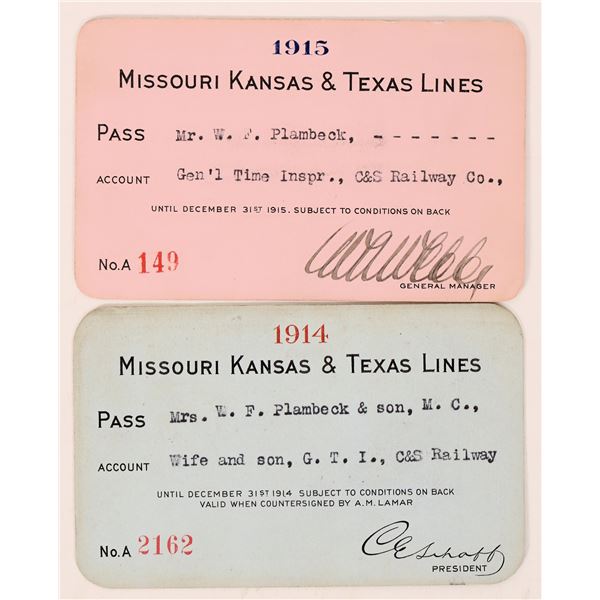 1915
MISSOURI KANSAS & TEXAS LINES
PASS Mr. W. F. Plambeck, - - - - - - -
ACCOUNT Gen'l Time Inspr., C&S Railway Co.,
UNTIL DECEMBER 31ST 1915. SUBJECT TO CONDITIONS ON BACK
No. A 149
GENERAL MANAGER
1914
MISSOURI KANSAS & TEXAS LINES
PASS Mrs. W. F. Plambeck & son, M. C.,
ACCOUNT Wife and son, G. T. I., C&S Railway
UNTIL DECEMBER 31ST 1914 SUBJECT TO CONDITIONS ON BACK
VALID WHEN COUNTERSIGNED BY A.M. LAMAR
No. A 2162
PRESIDENT